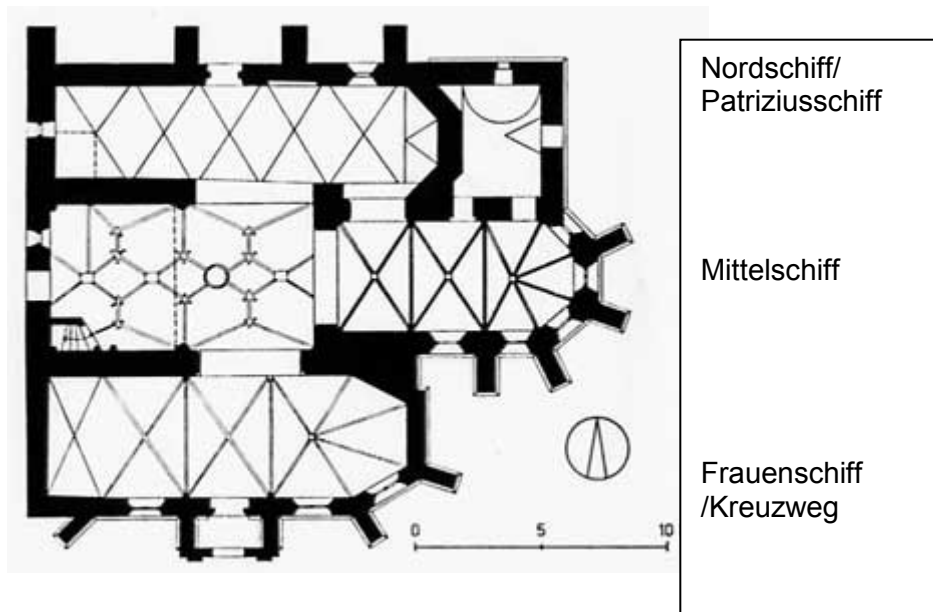 Nordschiff/
Patriziusschiff
Mittelschiff
Frauenschiff
/Kreuzweg
0 5 10